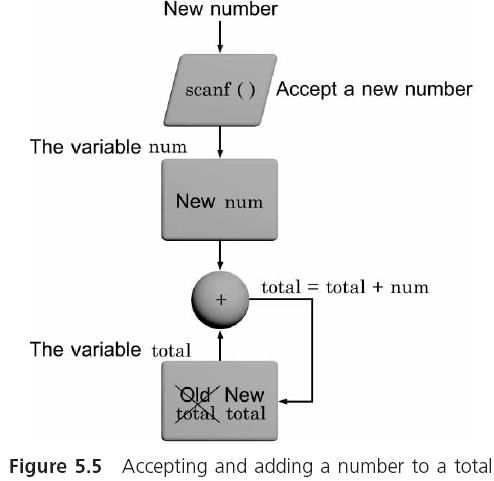 New number
scanf ( )
Accept a new number
The variable num
New num
+
total = total + num
The variable total
Old New
total total
Figure 5.5 Accepting and adding a number to a total